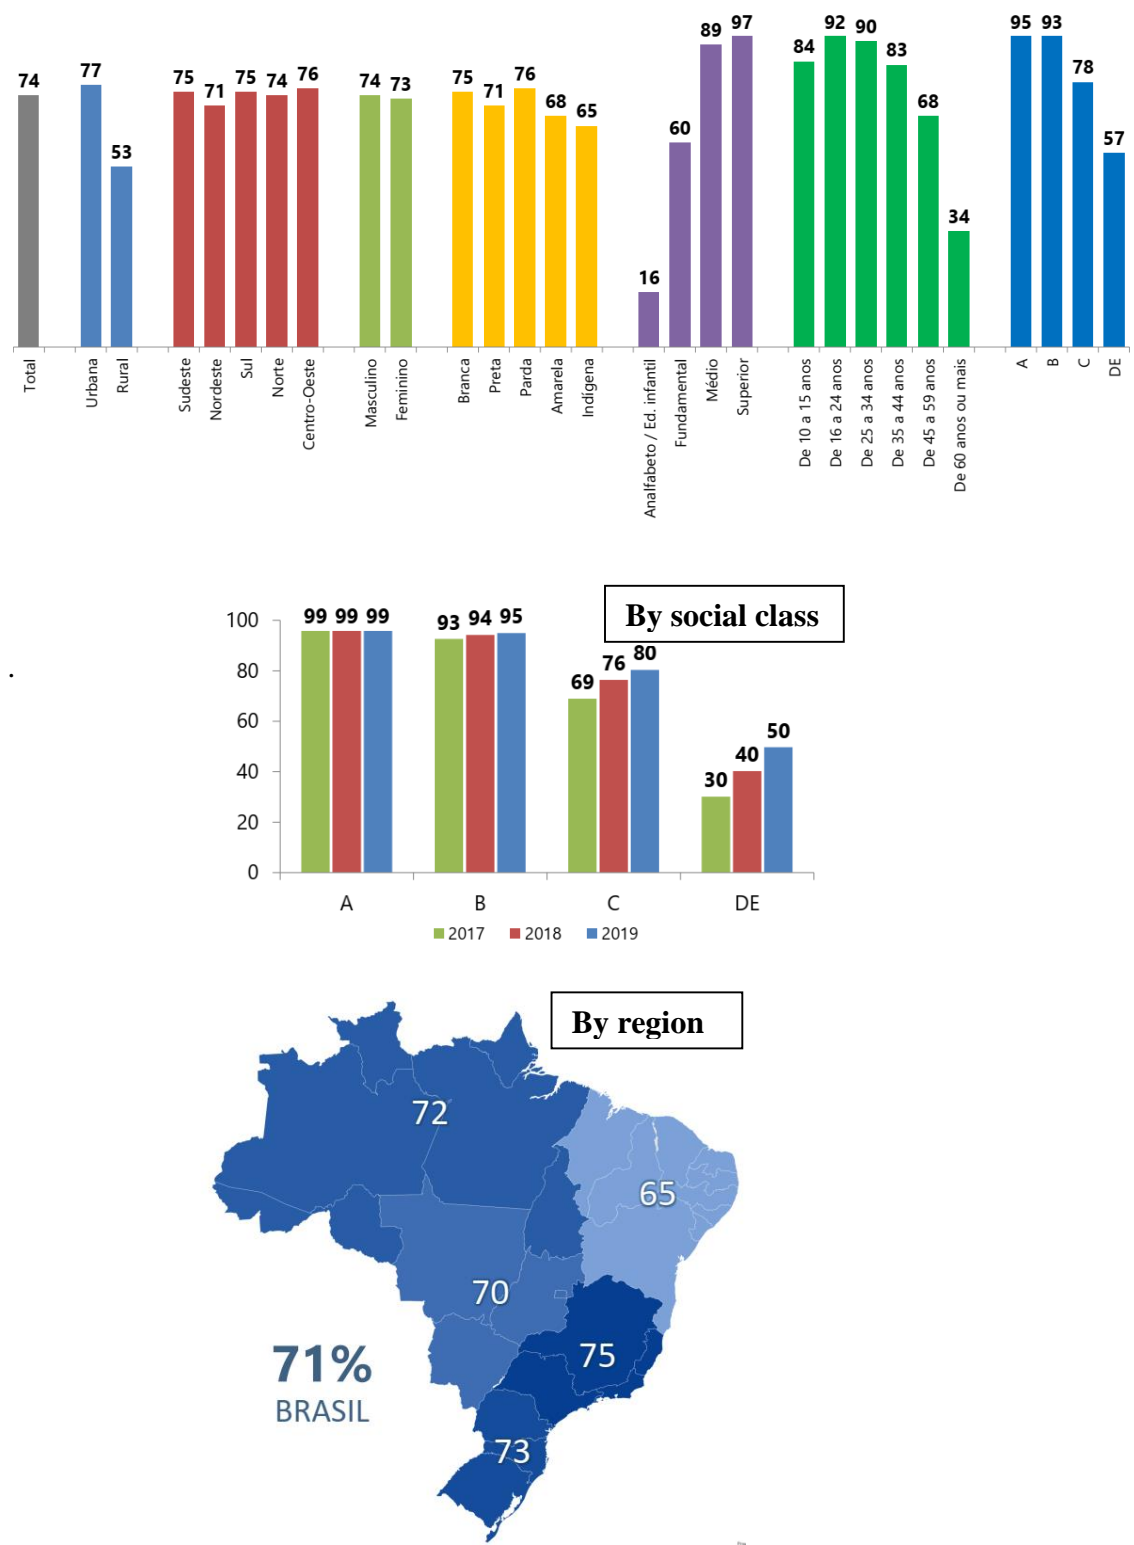 74
77
53
75
71
75
74
76
74
73
75
71
76
68
65
16
60
89
97
84
92
90
83
68
34
95
93
78
57
Total
Urbana
Rural
Sudeste
Nordeste
Sul
Norte
Centro-Oeste
Masculino
Feminino
Branca
Preta
Parda
Amarela
Indígena
Analfabeto / Ed. infantil
Fundamental
Médio
Superior
De 10 a 15 anos
De 16 a 24 anos
De 25 a 34 anos
De 35 a 44 anos
De 45 a 59 anos
De 60 anos ou mais
A
B
C
DE
By social class
100
80
60
40
20
0
99 99 99
93 94 95
69 76 80
30 40 50
A B C DE
2017 2018 2019
.
By region
72
65
70
75
73
71%
BRASIL